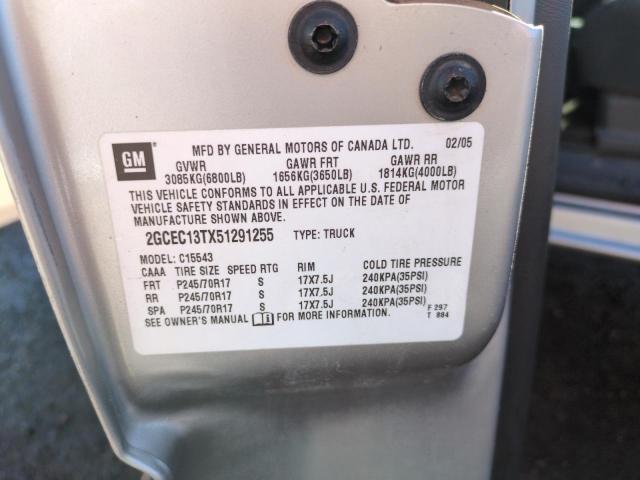 GM
MFD BY GENERAL MOTORS OF CANADA LTD. 02/05
GVWR GAWR FRT GAWR RR
3085KG(6800LB) 1656KG(3650LB) 1814KG(4000LB)
THIS VEHICLE CONFORMS TO ALL APPLICABLE U.S. FEDERAL MOTOR
VEHICLE SAFETY STANDARDS IN EFFECT ON THE DATE OF
MANUFACTURE SHOWN ABOVE.
2GCEC13TX51291255 TYPE: TRUCK
MODEL: C15543
CAAA TIRE SIZE SPEED RTG RIM COLD TIRE PRESSURE
FRT P245/70R17 S 17X7.5J 240KPA(35PSI)
RR P245/70R17 S 17X7.5J 240KPA(35PSI)
SPA P245/70R17 S 17X7.5J 240KPA(35PSI)
SEE OWNER'S MANUAL FOR MORE INFORMATION.
F 297
T 884